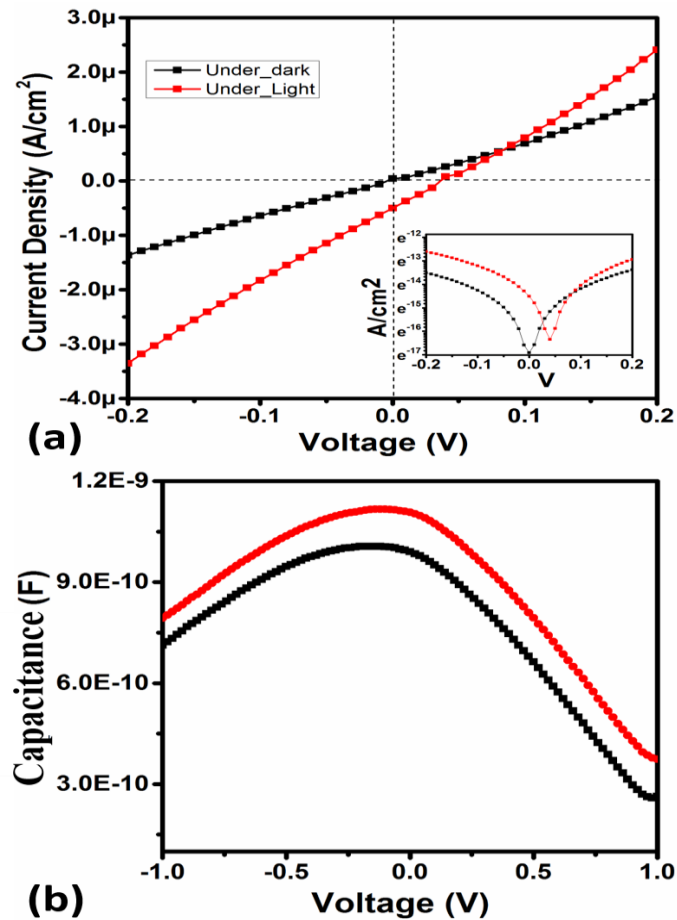 3.0μ
2.0μ
1.0μ
0.0
-1.0μ
-2.0μ
-3.0μ
-4.0μ
Current Density (A/cm²)
Under_dark
Under_Light
e⁻¹²
e⁻¹³
e⁻¹⁴
e⁻¹⁵
e⁻¹⁶
e⁻¹⁷
A/cm2
-0.2 -0.1 0.0 0.1 0.2
V
-0.2 -0.1 0.0 0.1 0.2
(a) Voltage (V)
1.2E-9
9.0E-10
6.0E-10
3.0E-10
Capacitance (F)
-1.0 -0.5 0.0 0.5 1.0
(b) Voltage (V)